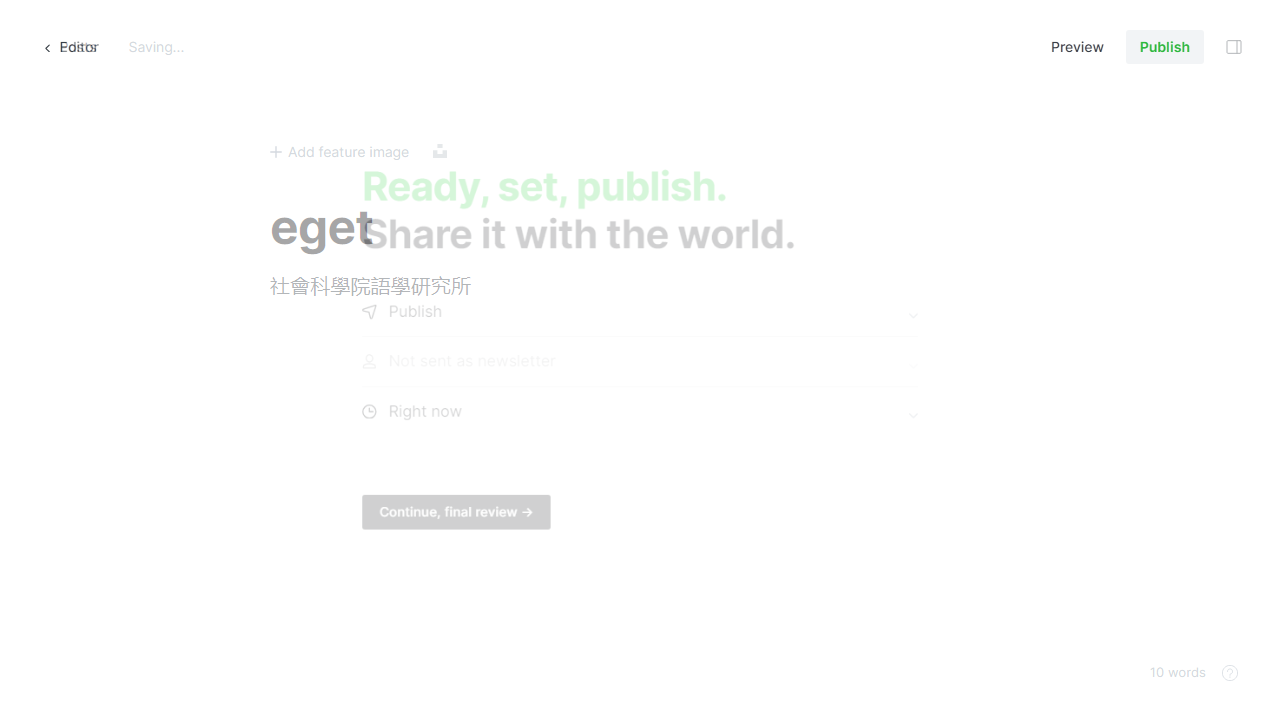 Editor
Saving...
Preview
Publish
Add feature image
Ready, set, publish.
eget
Share it with the world.
社會科學院語學研究所
Publish
Not sent as newsletter
Right now
Continue, final review →
10 words